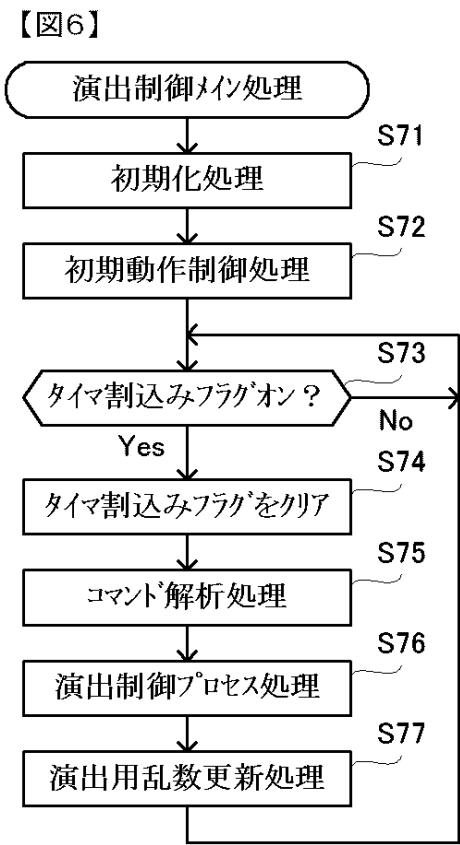 【図6】
演出制御ﾒｲﾝ処理
S71
初期化処理
S72
初期動作制御処理
S73
ﾀｲﾏ割込みﾌﾗｸﾞｵﾝ?
No
Yes
S74
ﾀｲﾏ割込みﾌﾗｸﾞをｸﾘｱ
S75
ｺﾏﾝﾄﾞ解析処理
S76
演出制御ﾌﾟﾛｾｽ処理
S77
演出用乱数更新処理